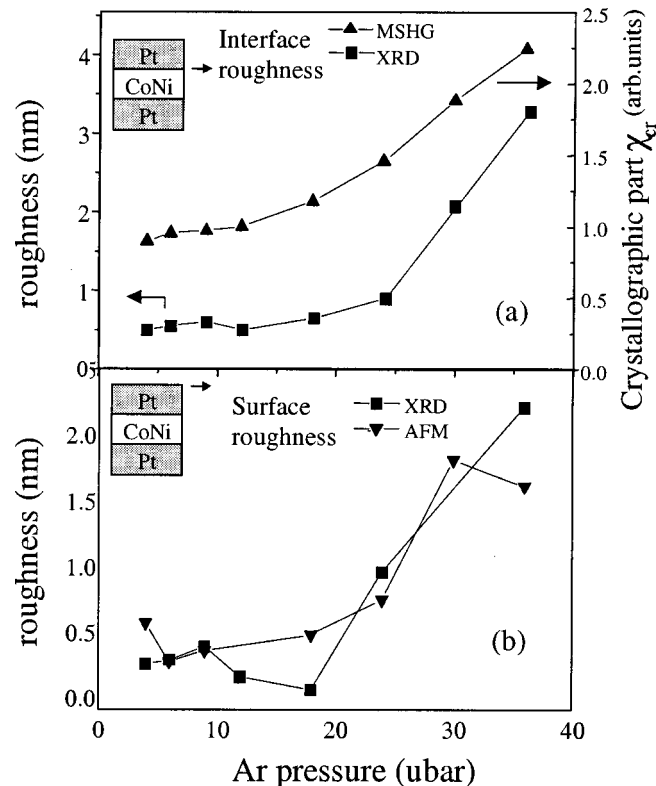 Pt
CoNi
Pt
Interface
roughness
MSHG
XRD
4
3
2
1
0
roughness (nm)
2.5
2.0
1.5
1.0
0.5
0.0
Crystallographic part χcr (arb.units)
(a)
5
Pt
CoNi
Pt
Surface
roughness
XRD
AFM
2.0
1.5
1.0
0.5
0.0
roughness (nm)
(b)
0
10
20
30
40
Ar pressure (ubar)